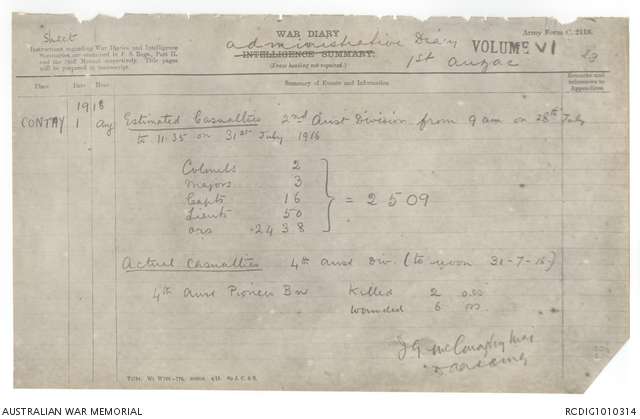 Sheet
WAR DIARY
Army Form C. 2118.
Instructions regarding War Diaries and Intelligence
Summaries are contained in F. S. Regs., Part II.
and the Staff Manual respectively. Title pages
will be prepared in manuscript.
administrative Diary
INTELLIGENCE SUMMARY.
(Erase heading not required.)
VOLUME VI
1st anzac
Place
Date
Hour
Summary of Events and Information
Remarks and
references to
Appendices
1918
CONTAY 1 Aug
Estimated Casualties 2nd Aust Division from 9 am on 28th July
to 11.35 on 31st July 1916
Colonels 2
Majors 3
Capts 16
Lieuts 50
ors 2438
= 2509
Actual Casualties 4th Aust Div. (to noon 31-7-16)
4th Aust Pioneer Bn Killed 2 ors
wounded 6 ors
AUSTRALIAN WAR MEMORIAL
RCDIG1010314